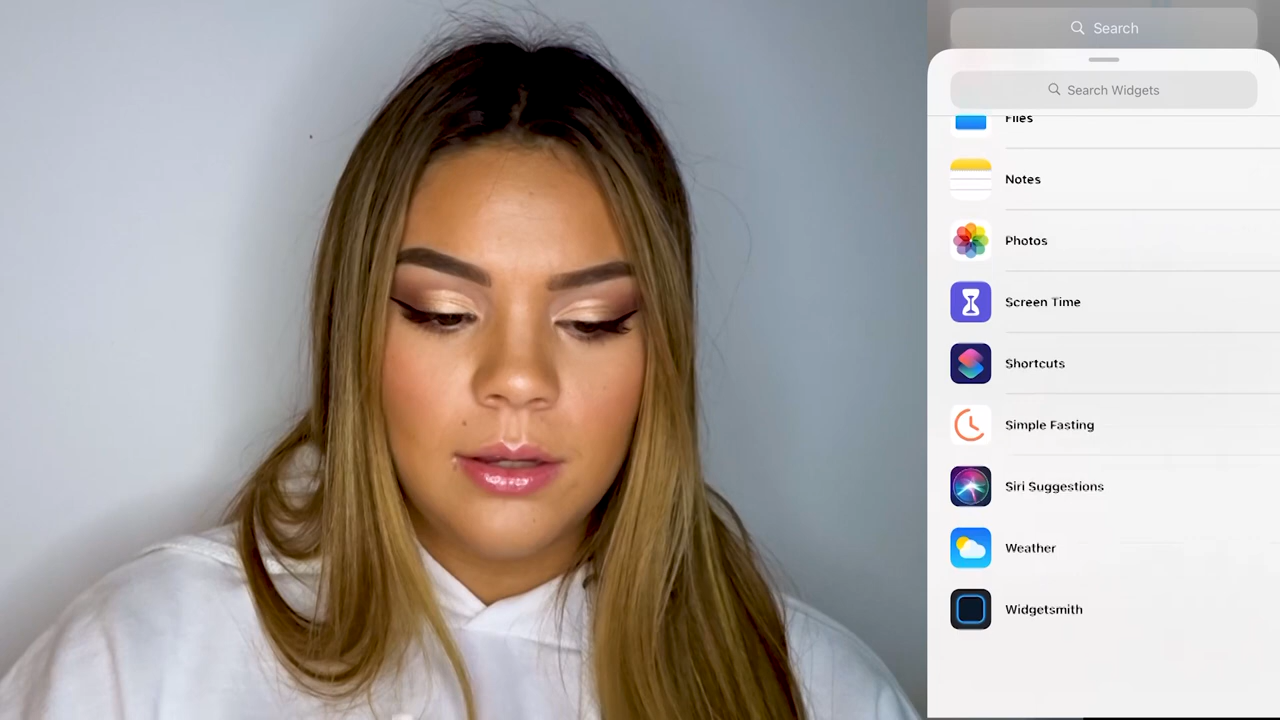 Search
Search Widgets
Files
Notes
Photos
Screen Time
Shortcuts
Simple Fasting
Siri Suggestions
Weather
Widgetsmith